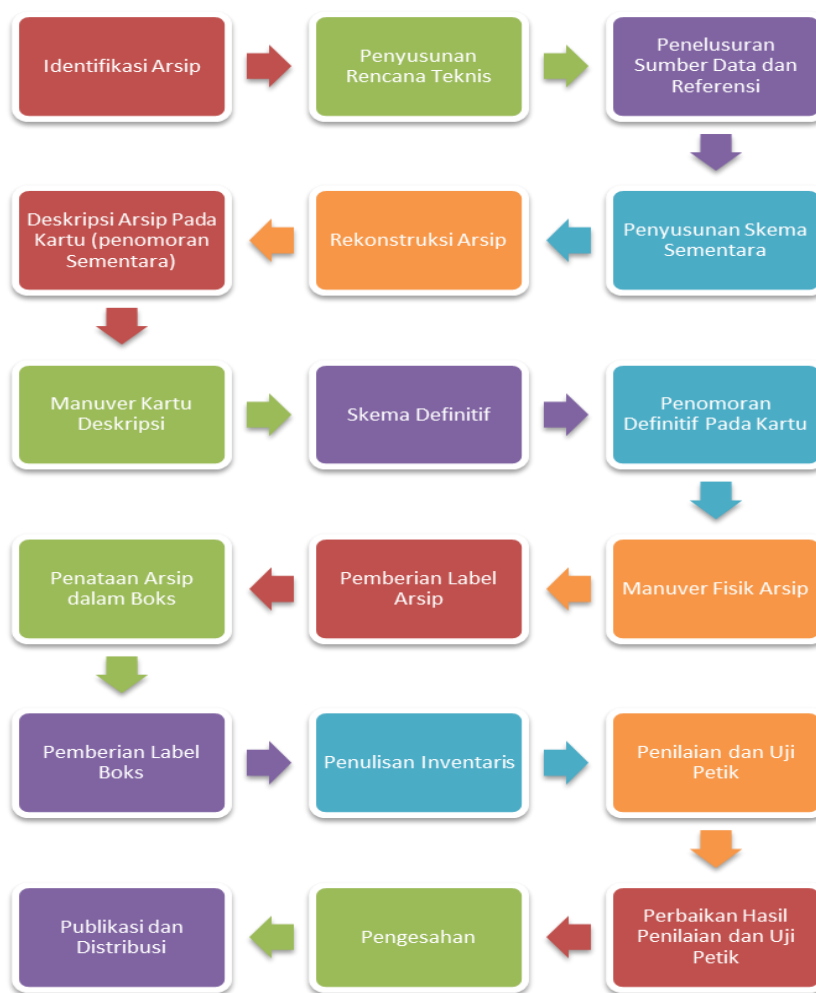 Identifikasi Arsip
Penyusunan
Rencana Teknis
Penelusuran
Sumber Data dan
Referensi
Penyusunan Skema
Sementara
Rekonstruksi Arsip
Deskripsi Arsip Pada
Kartu (penomoran
Sementara)
Manuver Kartu
Deskripsi
Skema Definitif
Penomoran
Definitif Pada Kartu
Manuver Fisik Arsip
Pemberian Label
Arsip
Penataan Arsip
dalam Boks
Pemberian Label
Boks
Penulisan Inventaris
Penilaian dan Uji
Petik
Perbaikan Hasil
Penilaian dan Uji
Petik
Pengesahan
Publikasi dan
Distribusi